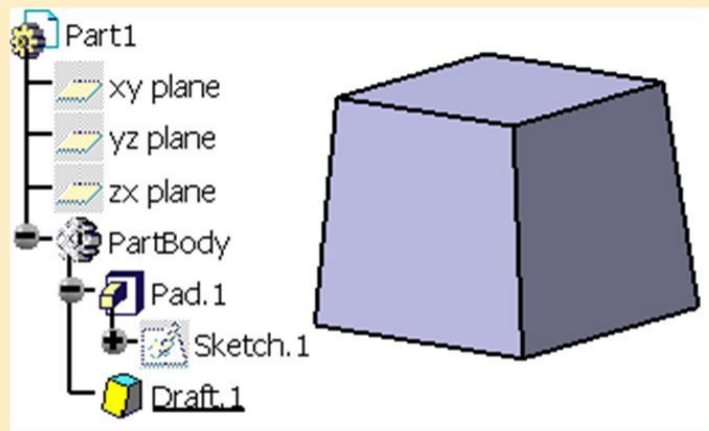 Part1
xy plane
yz plane
zx plane
PartBody
Pad.1
Sketch.1
Draft.1